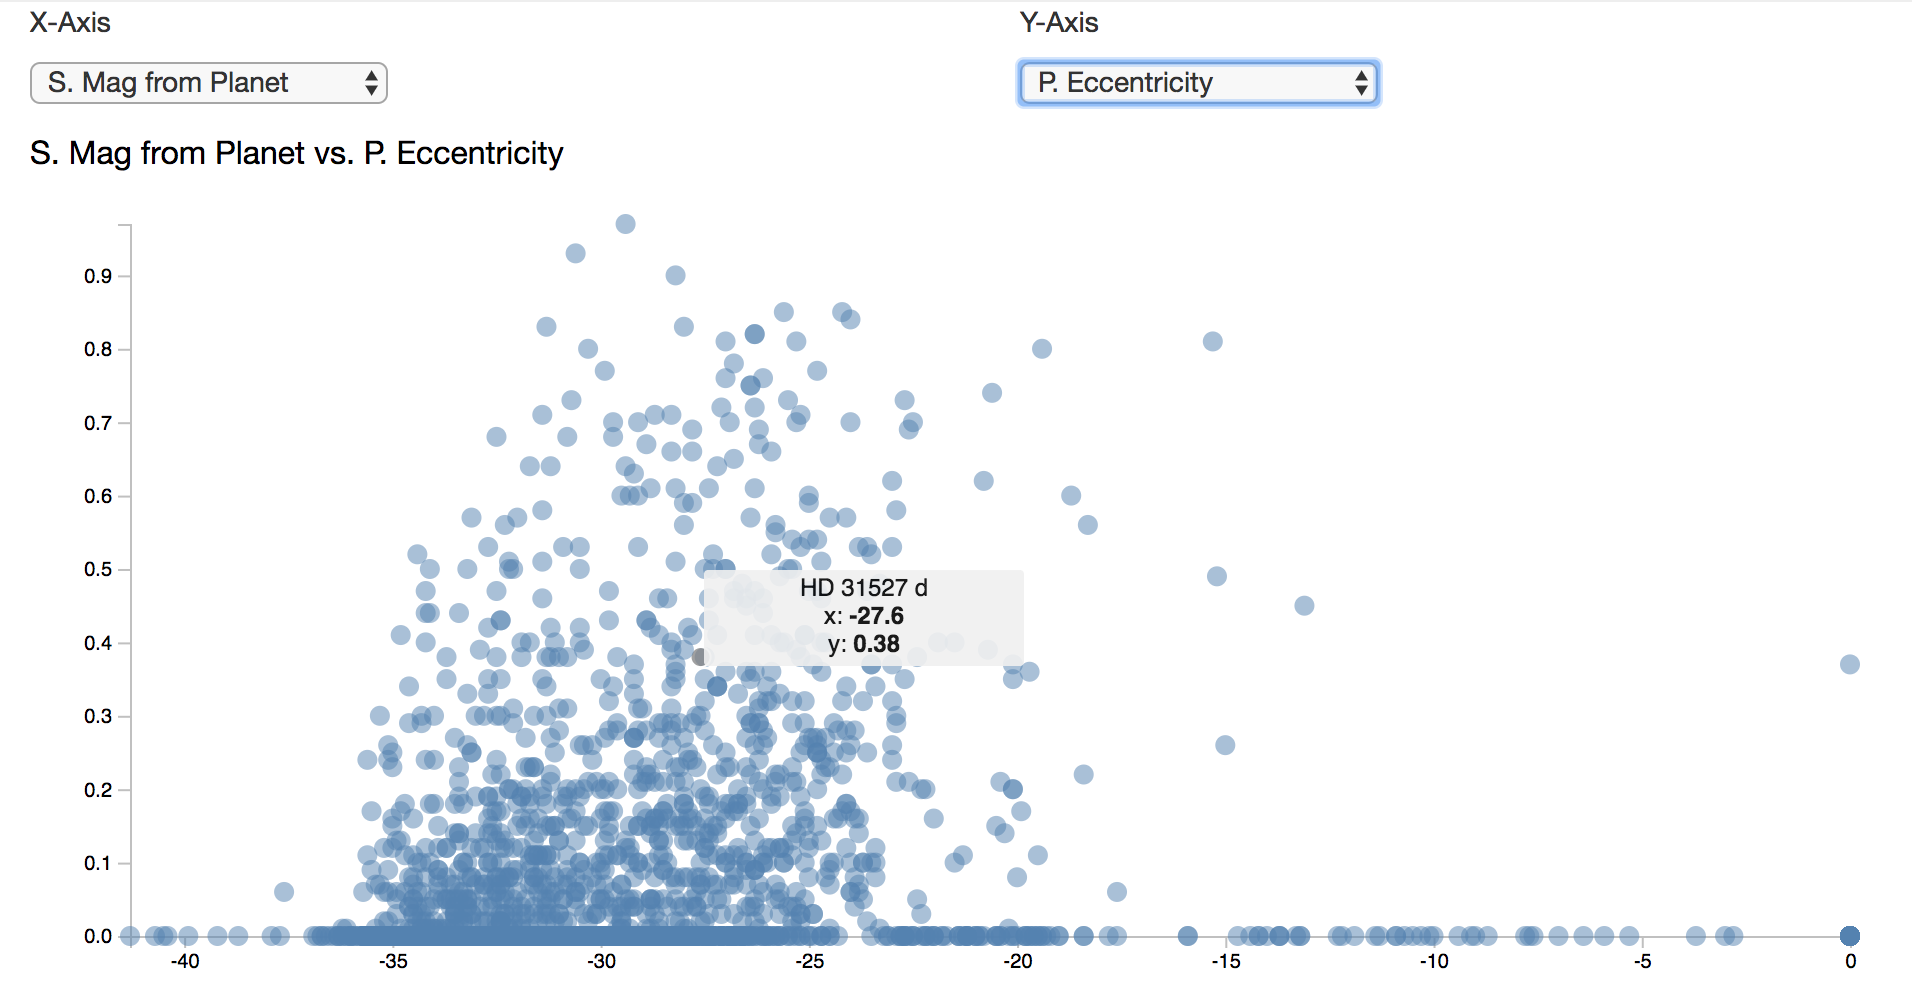 X-Axis
Y-Axis
S. Mag from Planet
P. Eccentricity
S. Mag from Planet vs. P. Eccentricity
0.9
0.8
0.7
0.6
0.5
0.4
0.3
0.2
0.1
0.0
HD 31527 d
x: -27.6
y: 0.38
-40 -35 -30 -25 -20 -15 -10 -5 0